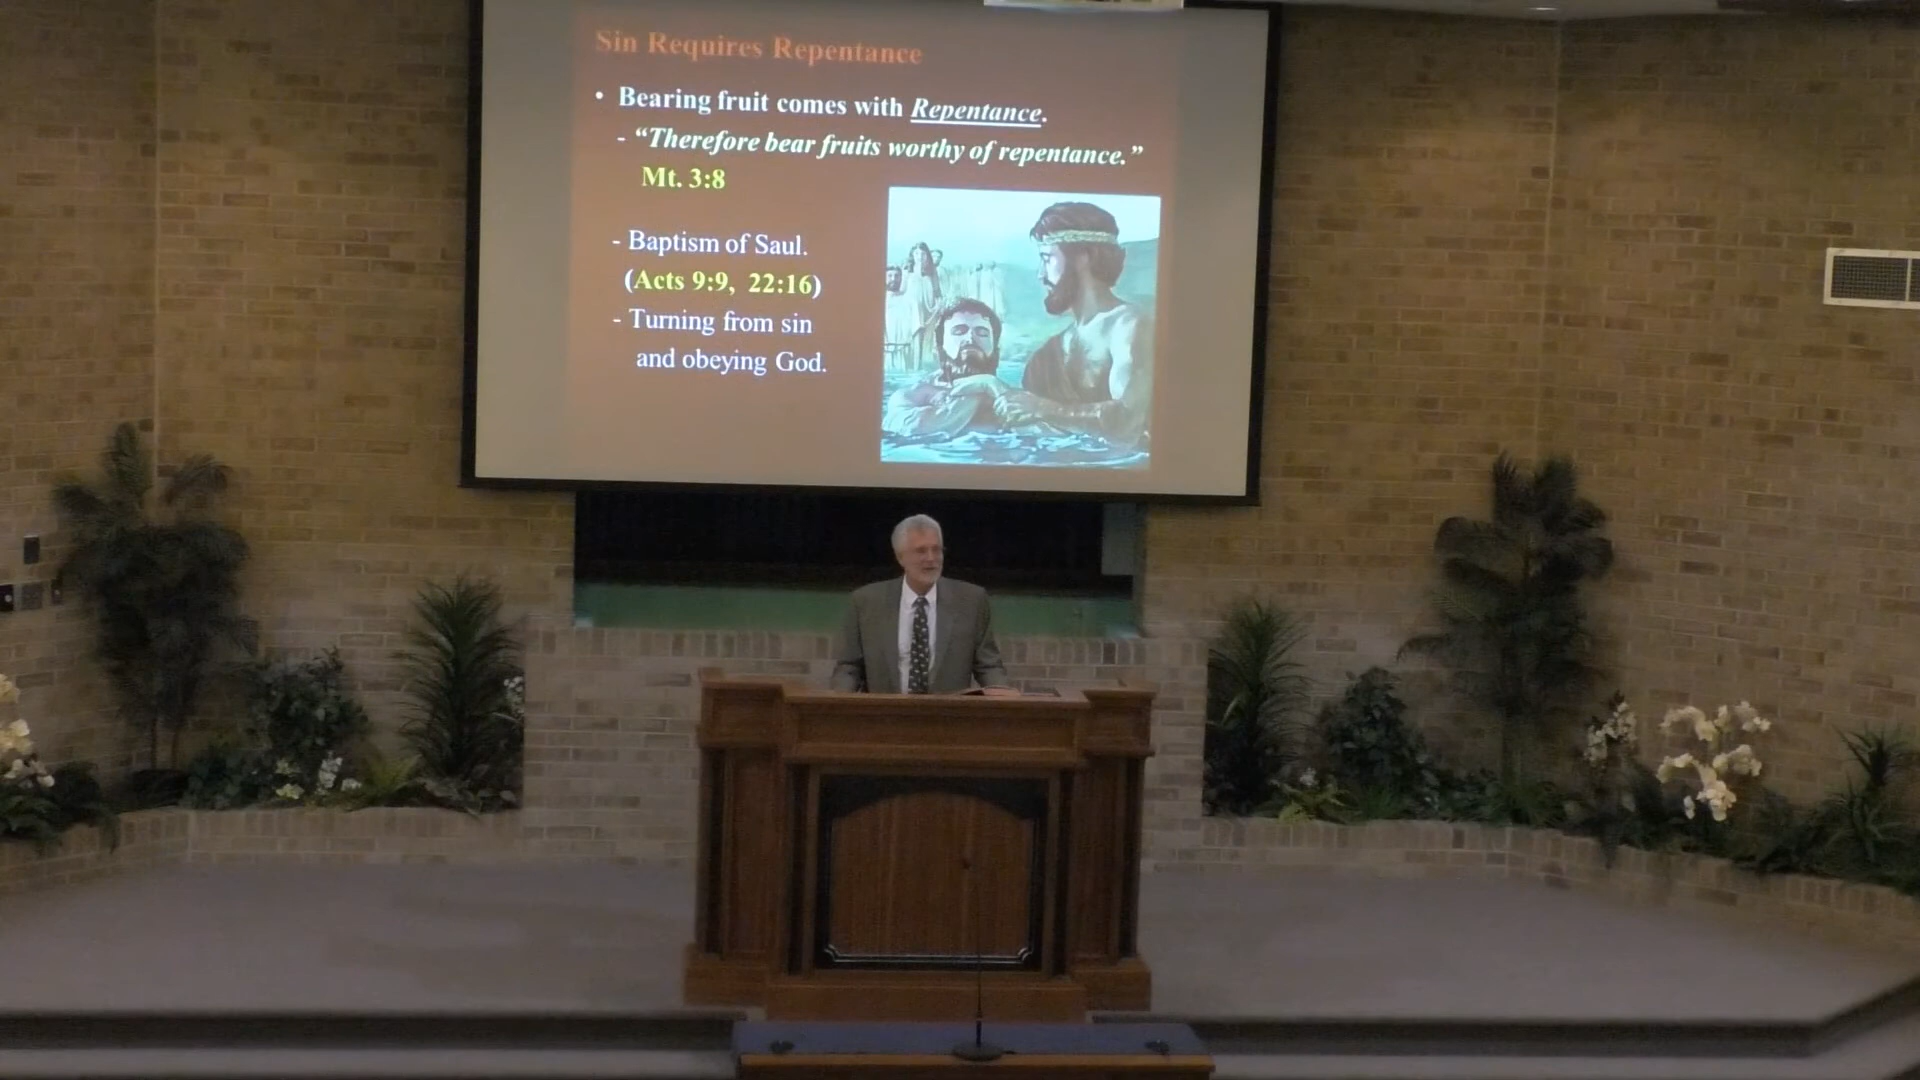 Sin Requires Repentance
• Bearing fruit comes with Repentance.
- “Therefore bear fruits worthy of repentance.”
Mt. 3:8
- Baptism of Saul.
(Acts 9:9, 22:16)
- Turning from sin
and obeying God.